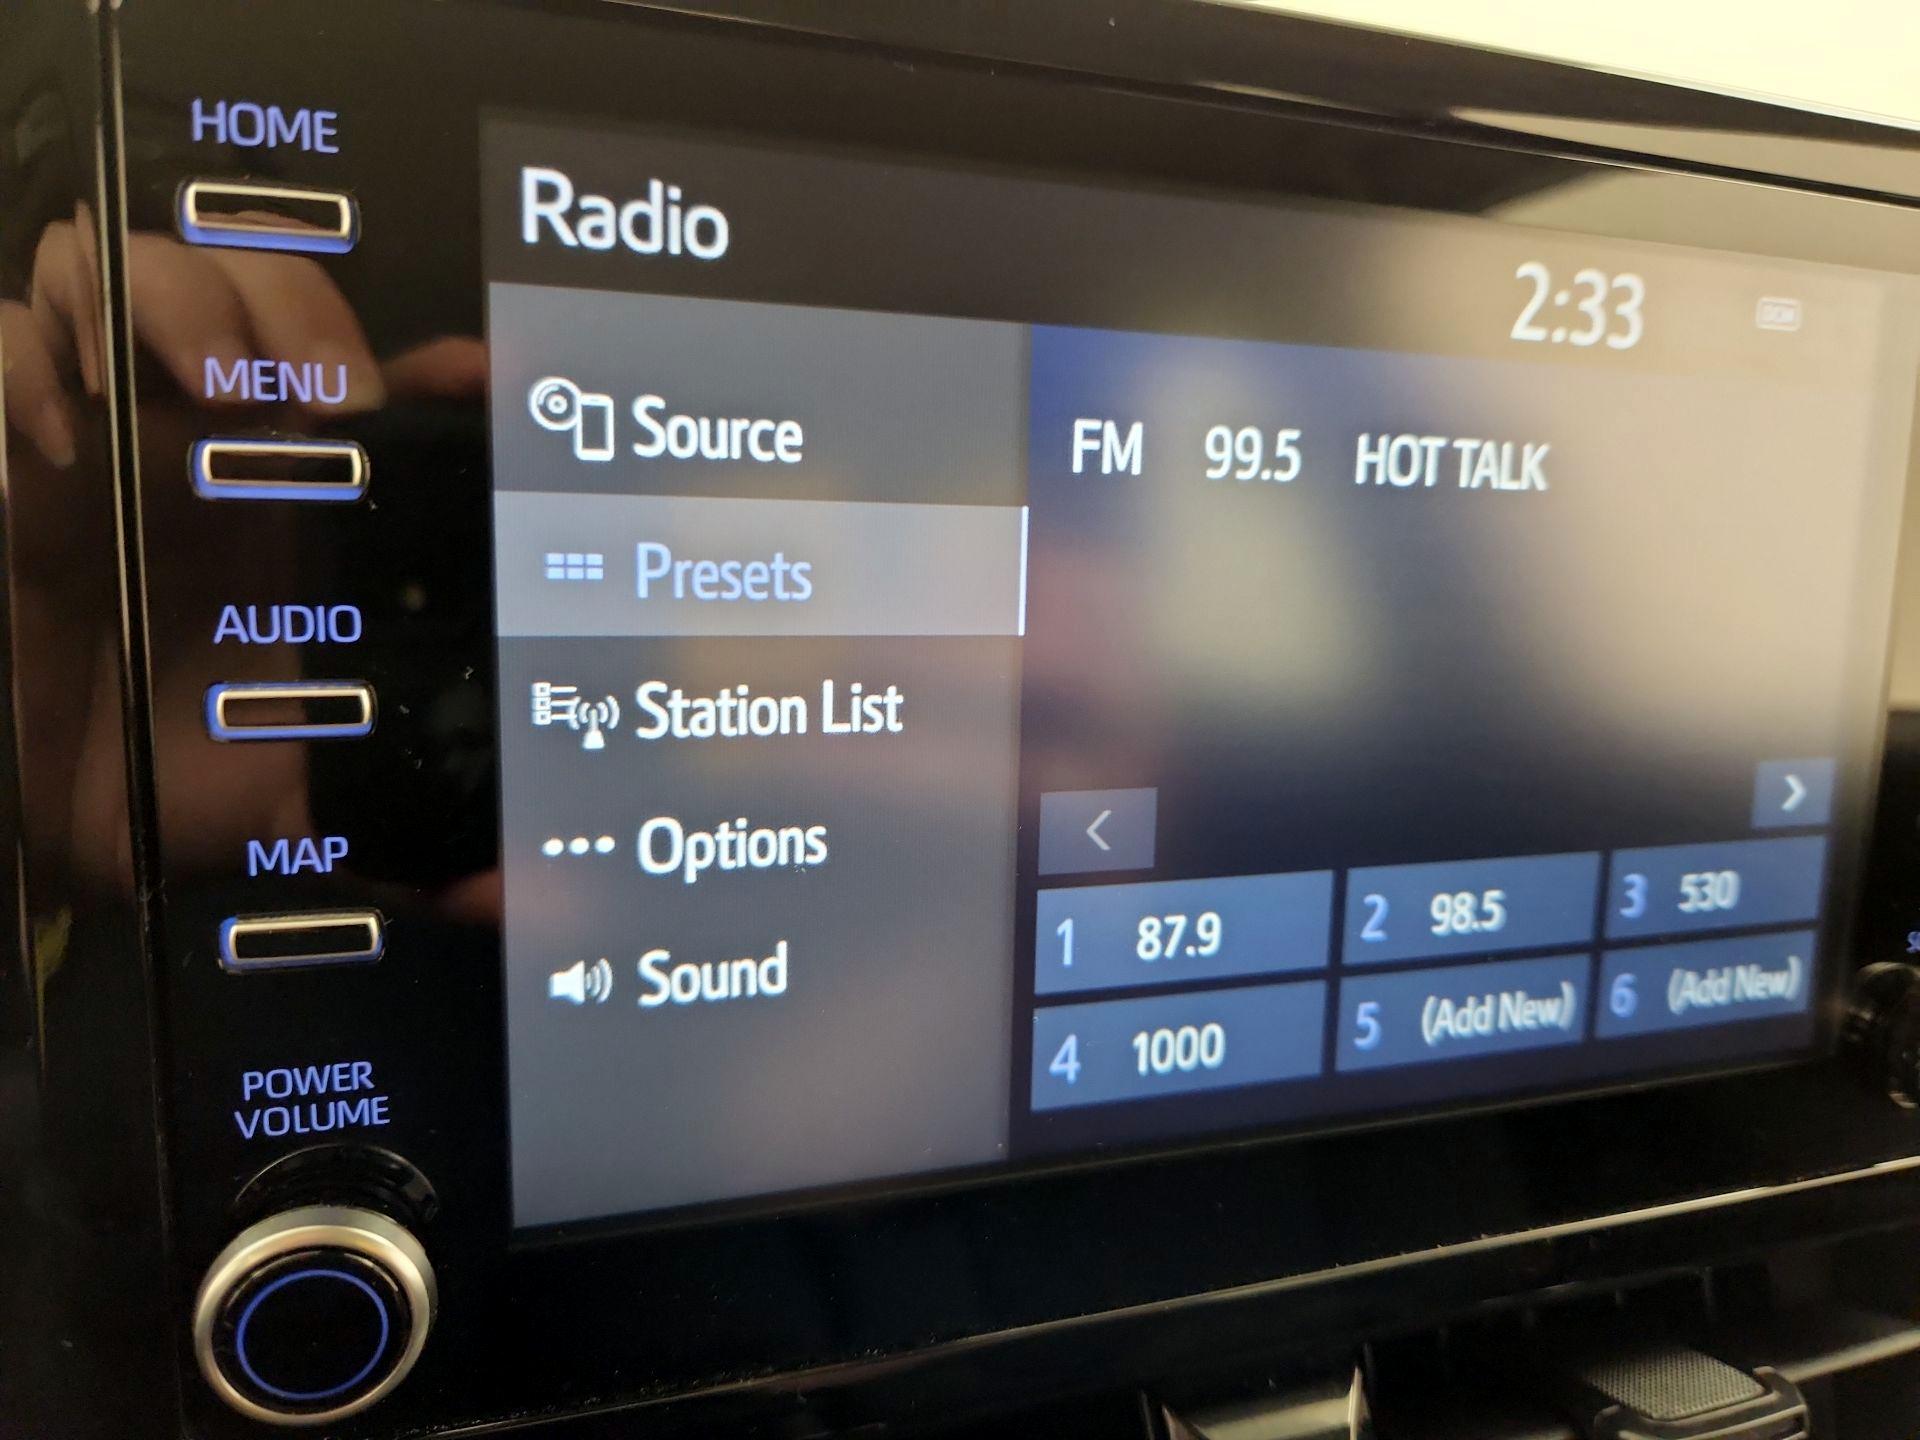 HOME
MENU
AUDIO
MAP
POWER
VOLUME
Radio
2:33
DCM
Source
Presets
Station List
Options
Sound
FM 99.5 HOT TALK
<
>
1 87.9 2 98.5 3 530
4 1000 5 (Add New) 6 (Add New)